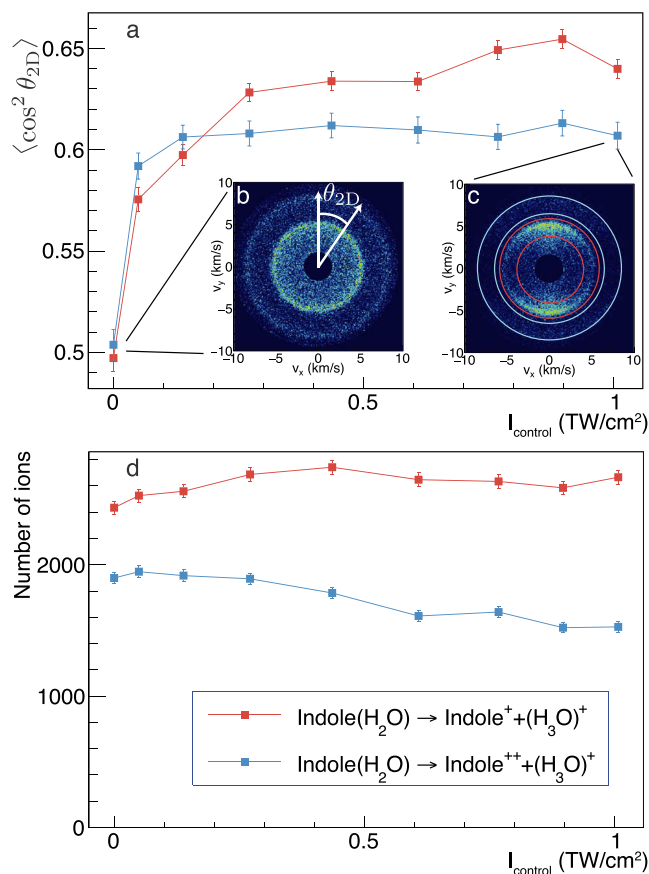 a
⟨cos² θ2D⟩
0.65
0.6
0.55
0.5
0
0.5
1
Icontrol (TW/cm²)
b
θ2D
10
5
0
−5
−10
vy (km/s)
−10 −5 0 5 10
vx (km/s)
c
10
5
0
−5
−10
vy (km/s)
−10 −5 0 5 10
vx (km/s)
d
Number of ions
2000
1000
0
Indole(H2O) → Indole⁺+(H3O)⁺
Indole(H2O) → Indole⁺⁺+(H3O)⁺
0
0.5
1
Icontrol (TW/cm²)